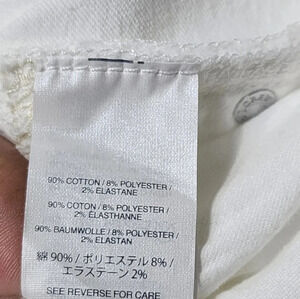 90% COTTON / 8% POLYESTER /
2% ELASTANE
90% COTON / 8% POLYESTER /
2% ÉLASTHANNE
90% BAUMWOLLE / 8% POLYESTER /
2% ELASTAN
綿 90% / ポリエステル 8% /
エラステーン 2%
SEE REVERSE FOR CARE